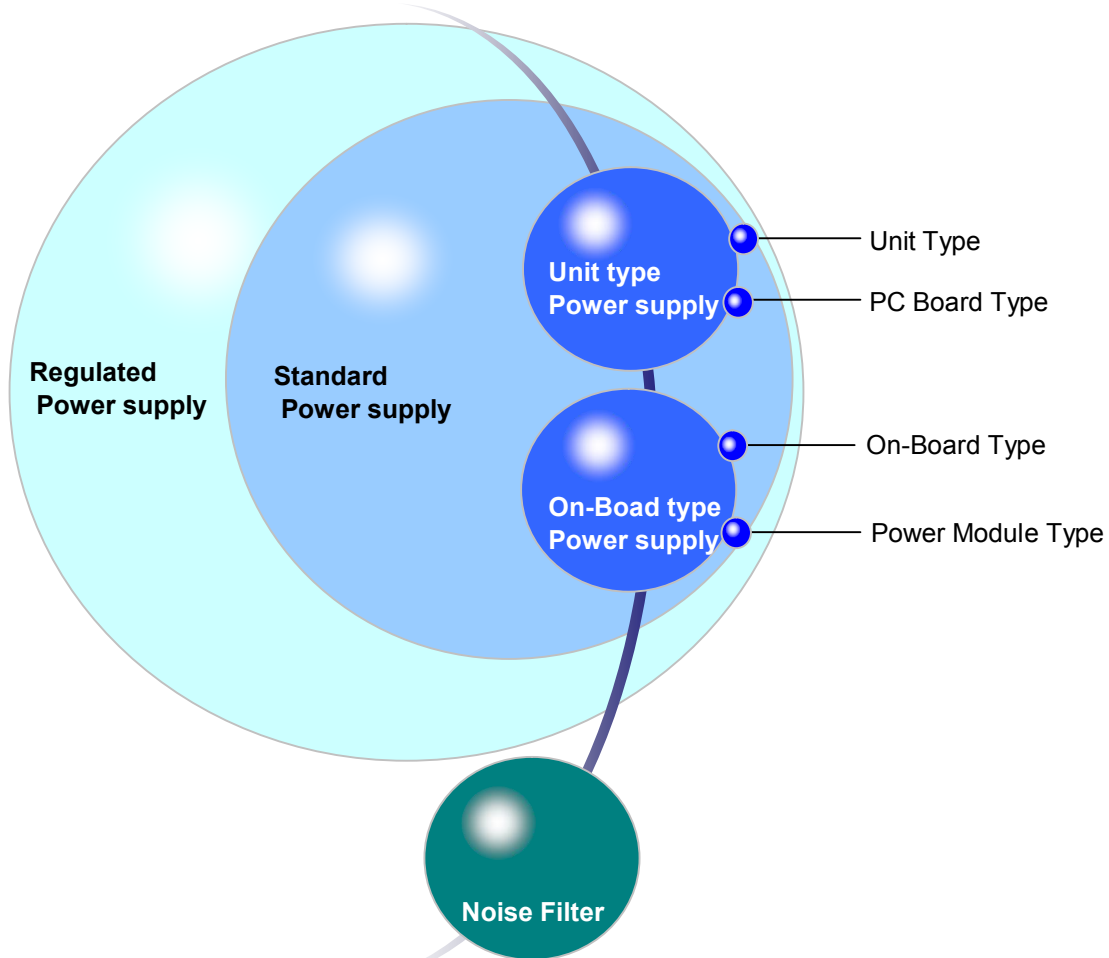 Regulated
Power supply
Standard
Power supply
Unit type
Power supply
On-Boad type
Power supply
Unit Type
PC Board Type
On-Board Type
Power Module Type
Noise Filter